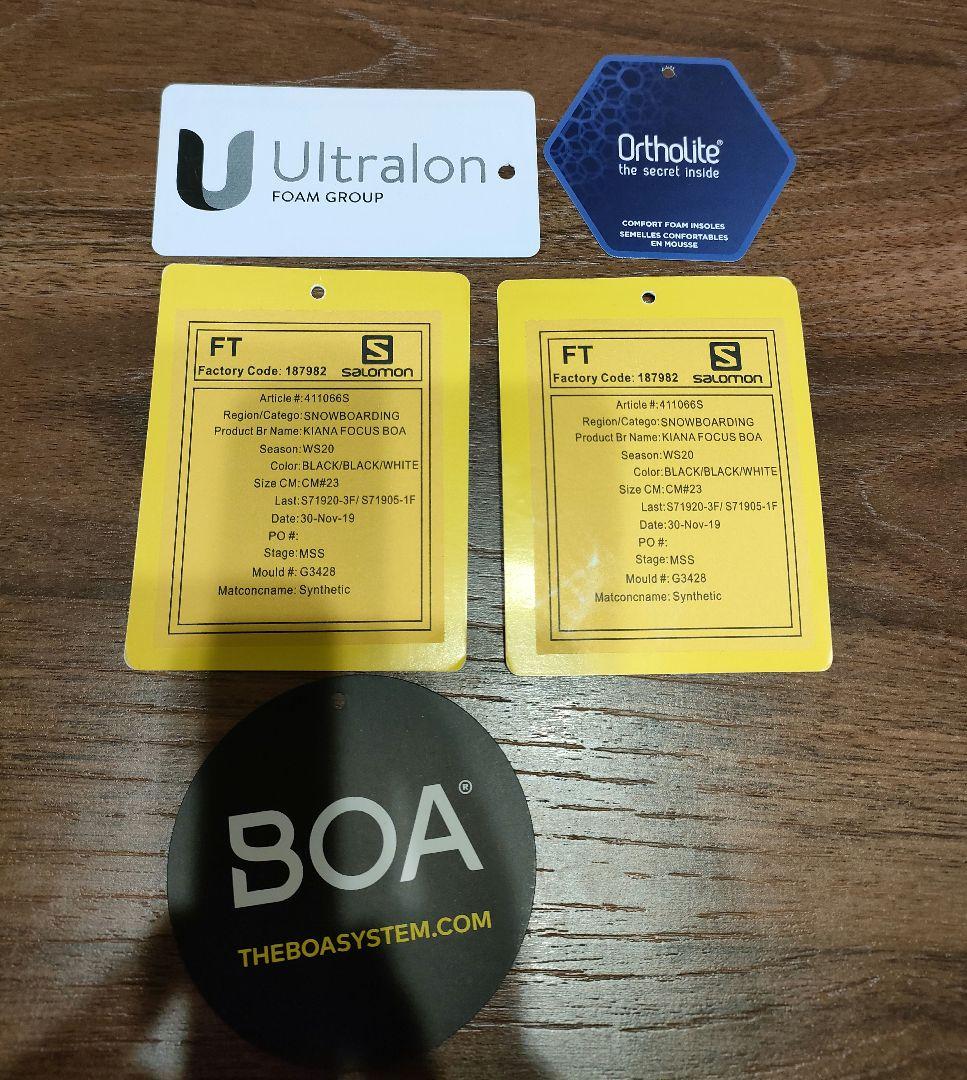 Ultralon
FOAM GROUP
Ortholite®
the secret inside
COMFORT FOAM INSOLES
SEMELLES CONFORTABLES
EN MOUSSE
FT
Factory Code: 187982
SALOMON
Article #: 411066S
Region/Catego: SNOWBOARDING
Product Br Name: KIANA FOCUS BOA
Season: WS20
Color: BLACK/BLACK/WHITE
Size CM: CM#23
Last: S71920-3F/ S71905-1F
Date: 30-Nov-19
PO #:
Stage: MSS
Mould #: G3428
Matconcname: Synthetic
FT
Factory Code: 187982
SALOMON
Article #: 411066S
Region/Catego: SNOWBOARDING
Product Br Name: KIANA FOCUS BOA
Season: WS20
Color: BLACK/BLACK/WHITE
Size CM: CM#23
Last: S71920-3F/ S71905-1F
Date: 30-Nov-19
PO #:
Stage: MSS
Mould #: G3428
Matconcname: Synthetic
BOA®
THEBOASYSTEM.COM